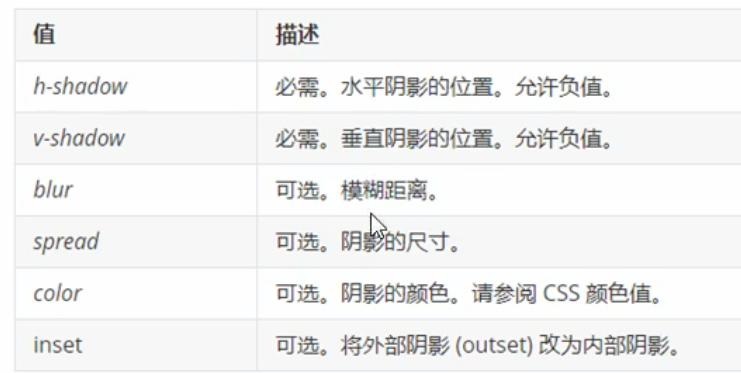 值 描述
h-shadow 必需。水平阴影的位置。允许负值。
v-shadow 必需。垂直阴影的位置。允许负值。
blur 可选。模糊距离。
spread 可选。阴影的尺寸。
color 可选。阴影的颜色。请参阅 CSS 颜色值。
inset 可选。将外部阴影 (outset) 改为内部阴影。